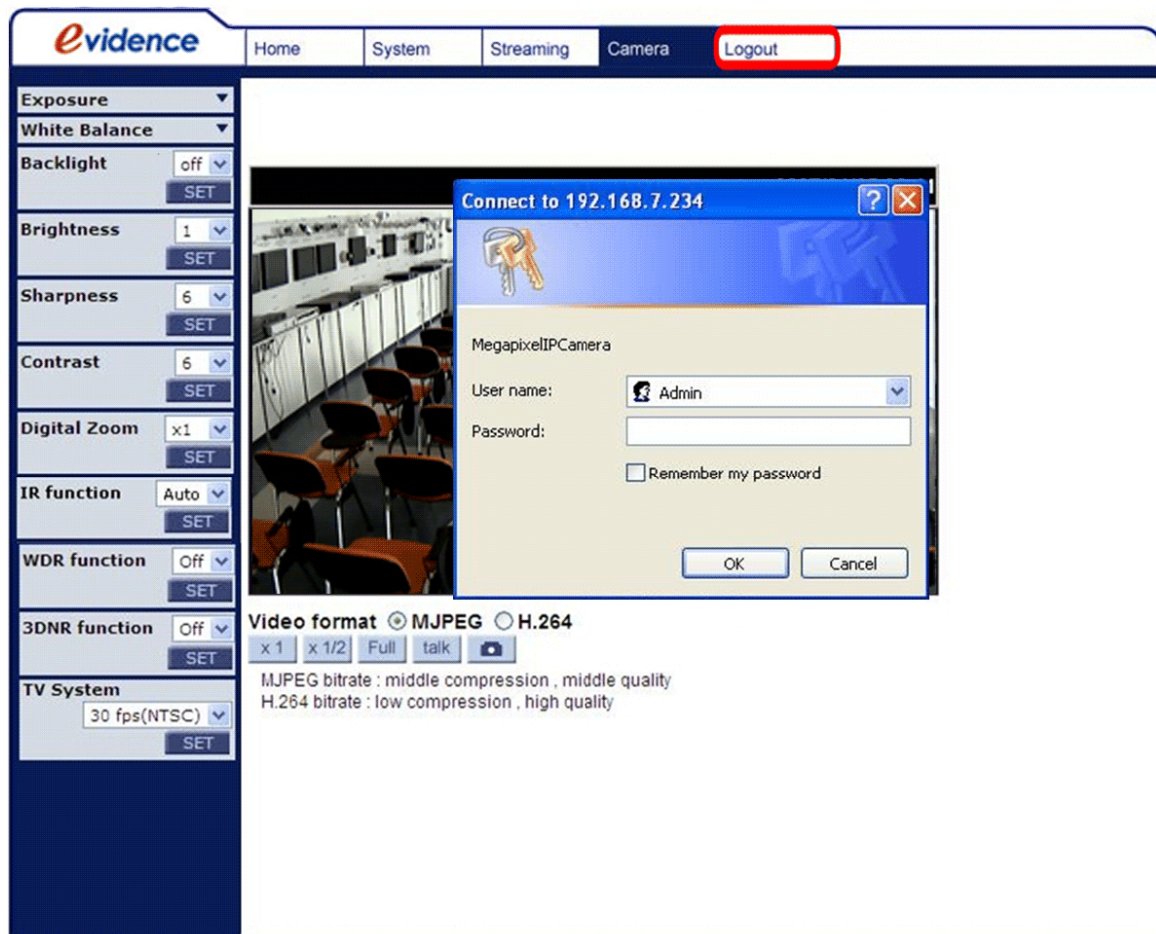 evidence
Home
System
Streaming
Camera
Logout
Exposure
White Balance
Backlight
off
SET
Brightness
1
SET
Sharpness
6
SET
Contrast
6
SET
Digital Zoom
x1
SET
IR function
Auto
SET
WDR function
Off
SET
3DNR function
Off
SET
TV System
30 fps(NTSC)
SET
Connect to 192.168.7.234
MegapixelIPCamera
User name:
Admin
Password:
Remember my password
OK
Cancel
Video format MJPEG H.264
x 1
x 1/2
Full
talk
MJPEG bitrate : middle compression , middle quality
H.264 bitrate : low compression , high quality